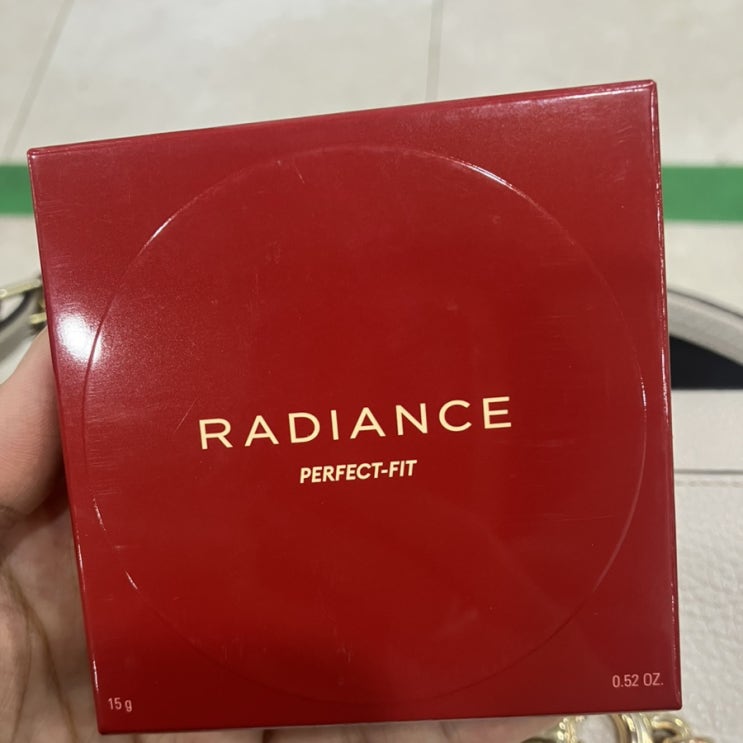 RADIANCE
PERFECT-FIT
15 g
0.52 OZ.